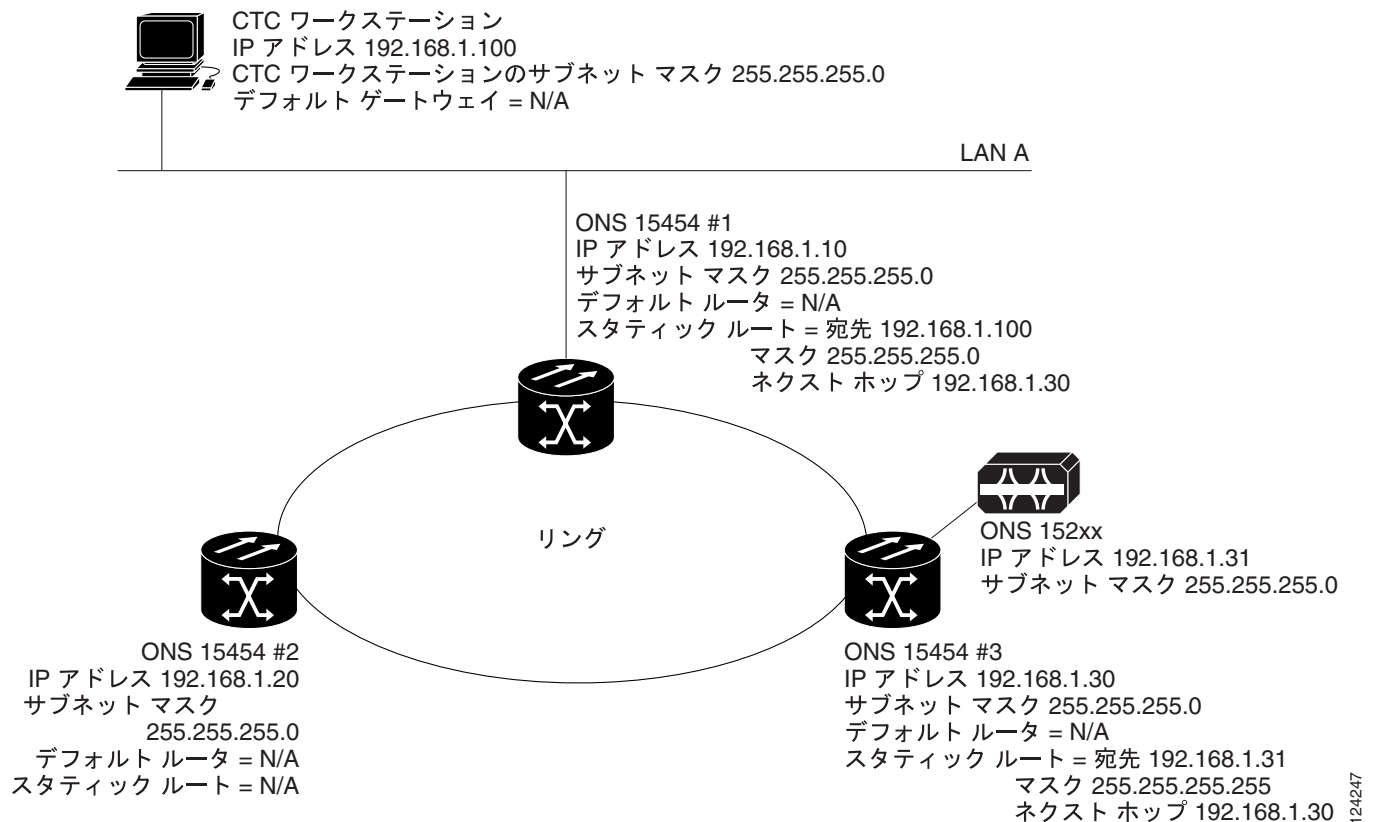 CTC ワークステーション
IP アドレス 192.168.1.100
CTC ワークステーションのサブネット マスク 255.255.255.0
デフォルト ゲートウェイ = N/A
LAN A
ONS 15454 #1
IP アドレス 192.168.1.10
サブネット マスク 255.255.255.0
デフォルト ルータ = N/A
スタティック ルート = 宛先 192.168.1.100
マスク 255.255.255.0
ネクスト ホップ 192.168.1.30
リング
ONS 152xx
IP アドレス 192.168.1.31
サブネット マスク 255.255.255.0
ONS 15454 #2
IP アドレス 192.168.1.20
サブネット マスク
255.255.255.0
デフォルト ルータ = N/A
スタティック ルート = N/A
ONS 15454 #3
IP アドレス 192.168.1.30
サブネット マスク 255.255.255.0
デフォルト ルータ = N/A
スタティック ルート = 宛先 192.168.1.31
マスク 255.255.255.255
ネクスト ホップ 192.168.1.30
124247